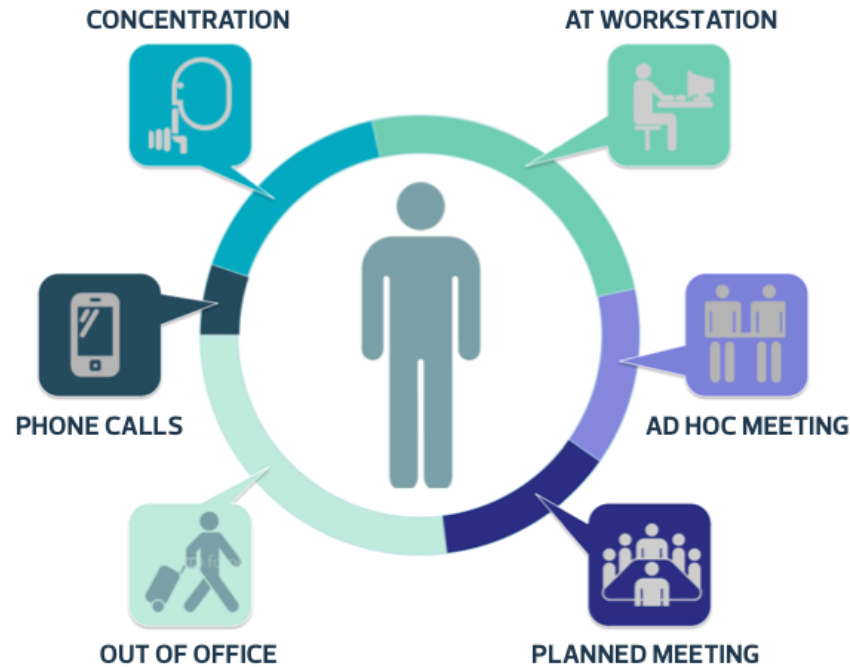 CONCENTRATION
AT WORKSTATION
PHONE CALLS
AD HOC MEETING
OUT OF OFFICE
PLANNED MEETING